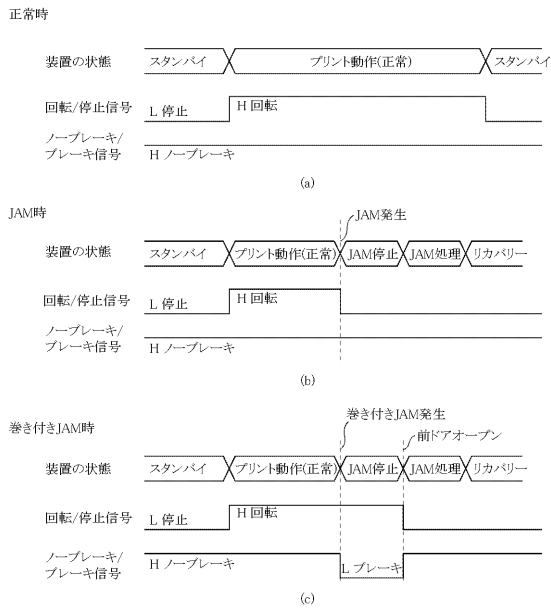 正常時
装置の状態 スタンバイ プリント動作(正常) スタンバイ
回転/停止信号 L 停止 H 回転
ノーブレーキ/
ブレーキ信号 H ノーブレーキ
(a)
JAM時
JAM発生
装置の状態 スタンバイ プリント動作(正常) JAM停止 JAM処理 リカバリー
回転/停止信号 L 停止 H 回転
ノーブレーキ/
ブレーキ信号 H ノーブレーキ
(b)
巻き付きJAM時
巻き付きJAM発生
前ドアオープン
装置の状態 スタンバイ プリント動作(正常) JAM停止 JAM処理 リカバリー
回転/停止信号 L 停止 H 回転
ノーブレーキ/
ブレーキ信号 H ノーブレーキ L ブレーキ
(c)